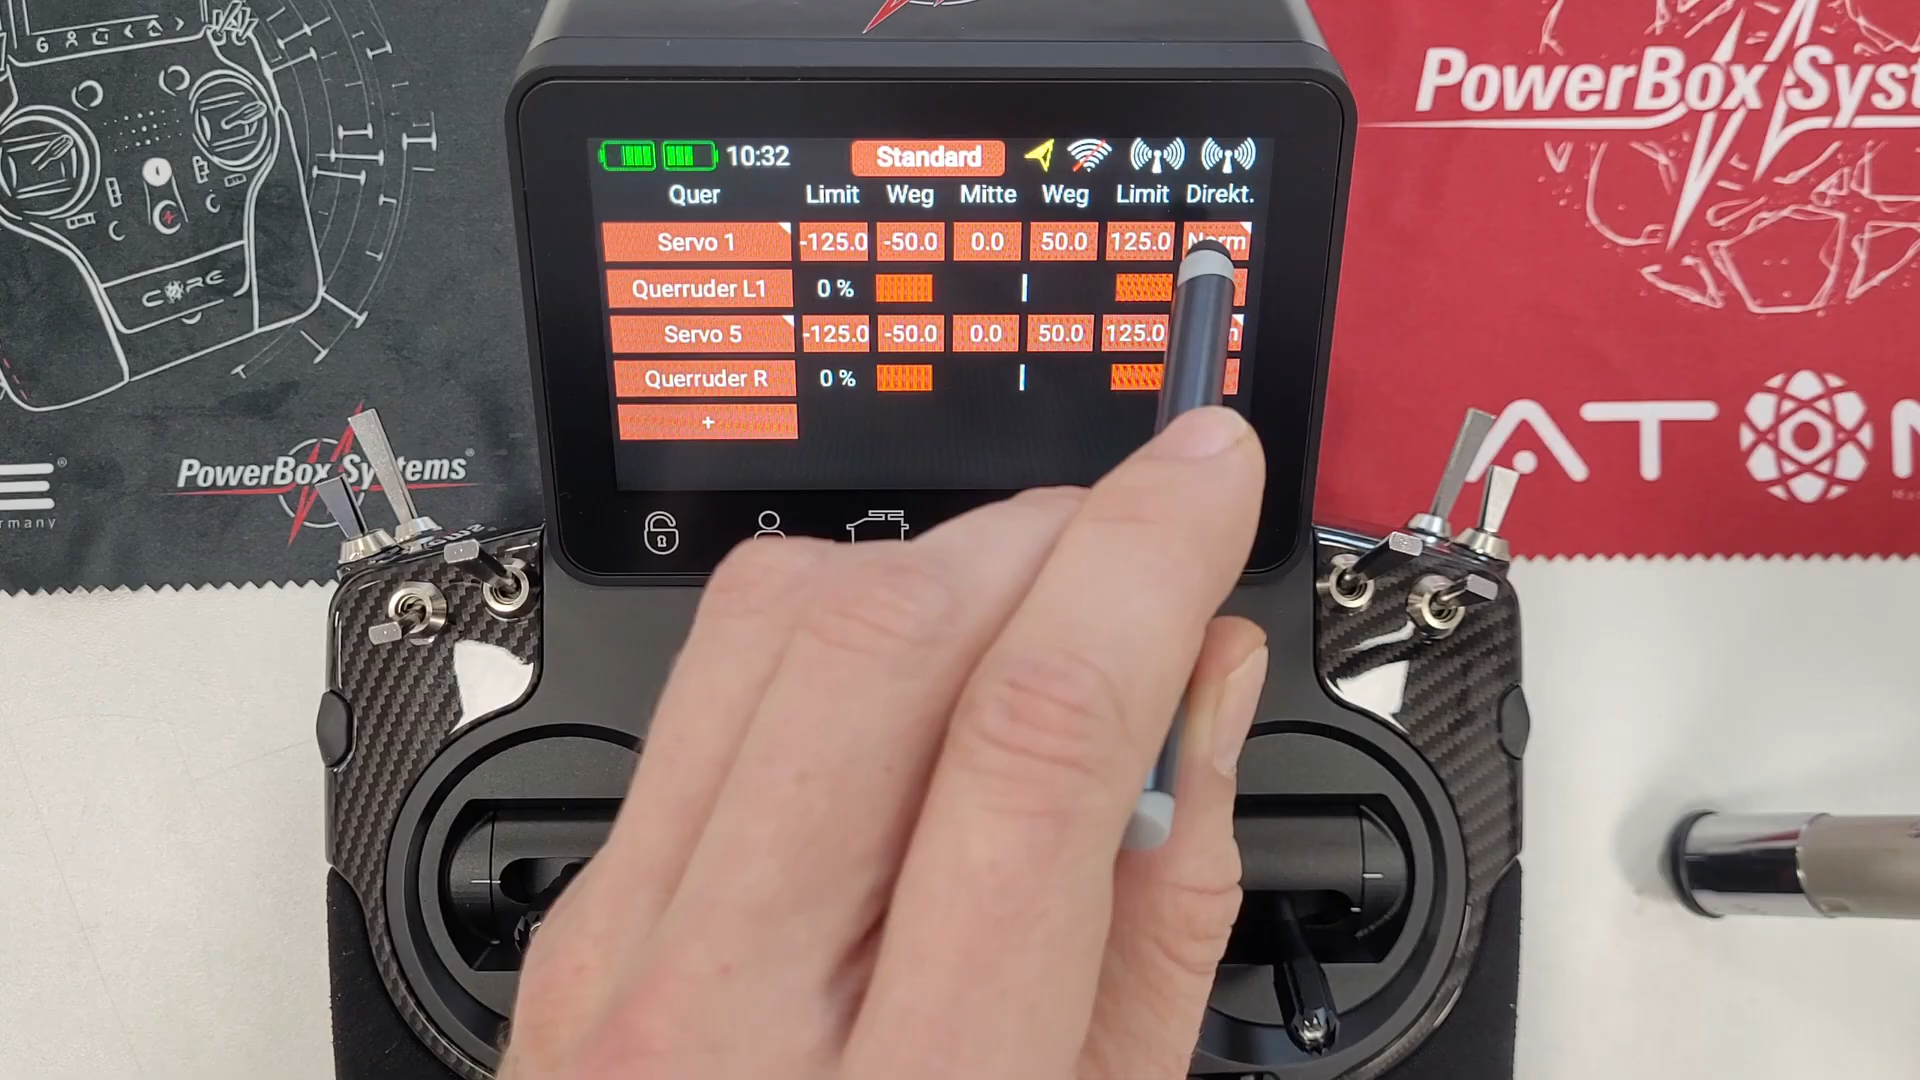 10:32 Standard
Quer Limit Weg Mitte Weg Limit Direkt.
Servo 1 -125.0 -50.0 0.0 50.0 125.0 Norm
Querruder L1 0 %
Servo 5 -125.0 -50.0 0.0 50.0 125.0
Querruder R 0 %
+
CORE
PowerBox Systems
PowerBox Syst
AT